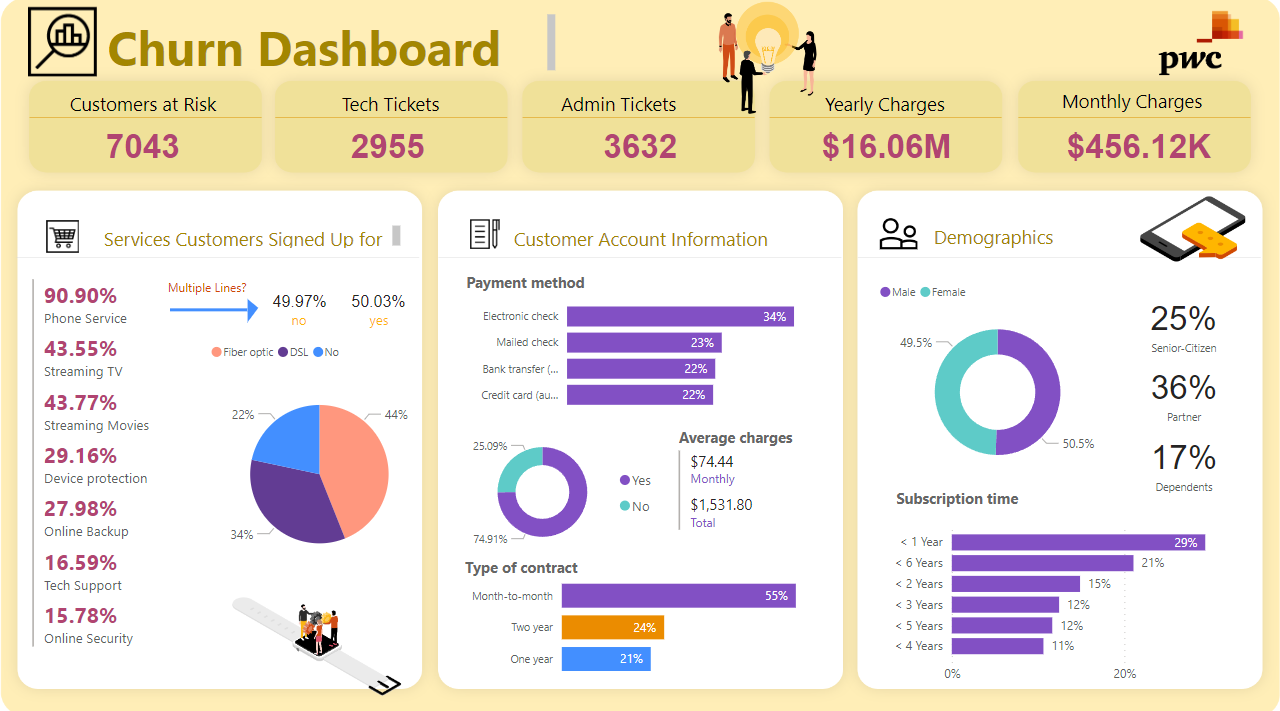 Churn Dashboard
pwc
Customers at Risk
7043
Tech Tickets
2955
Admin Tickets
3632
Yearly Charges
$16.06M
Monthly Charges
$456.12K
Services Customers Signed Up for
90.90%
Phone Service
43.55%
Streaming TV
43.77%
Streaming Movies
29.16%
Device protection
27.98%
Online Backup
16.59%
Tech Support
15.78%
Online Security
Multiple Lines?
49.97%
no
50.03%
yes
Fiber optic DSL No
22%
44%
34%
Customer Account Information
Payment method
Electronic check 34%
Mailed check 23%
Bank transfer (... 22%
Credit card (au... 22%
25.09%
74.91%
Yes
No
Average charges
$74.44
Monthly
$1,531.80
Total
Type of contract
Month-to-month 55%
Two year 24%
One year 21%
Demographics
Male Female
49.5%
50.5%
25%
Senior-Citizen
36%
Partner
17%
Dependents
Subscription time
< 1 Year 29%
< 6 Years 21%
< 2 Years 15%
< 3 Years 12%
< 5 Years 12%
< 4 Years 11%
0% 20%